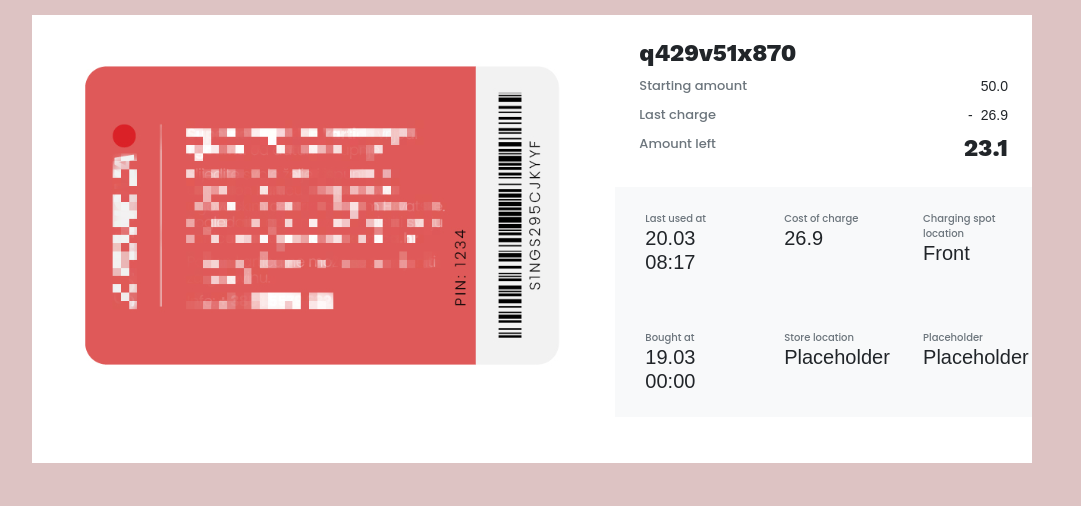 PIN: 1234
S1NGS295CJKYYF
q429v51x870
Starting amount 50.0
Last charge - 26.9
Amount left 23.1
Last used at
20.03
08:17
Cost of charge
26.9
Charging spot
location
Front
Bought at
19.03
00:00
Store location
Placeholder
Placeholder
Placeholder